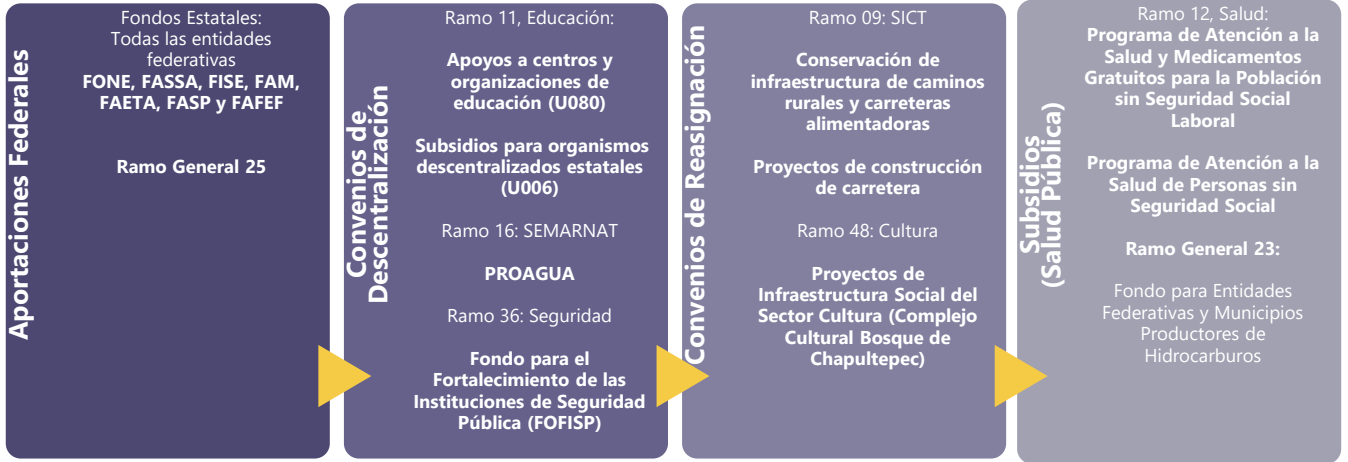 Aportaciones Federales
Fondos Estatales:
Todas las entidades
federativas
FONE, FASSA, FISE, FAM,
FAETA, FASP y FAFEF
Ramo General 25
Convenios de
Descentralización
Ramo 11, Educación:
Apoyos a centros y
organizaciones de
educación (U080)
Subsidios para organismos
descentralizados estatales
(U006)
Ramo 16: SEMARNAT
PROAGUA
Ramo 36: Seguridad
Fondo para el
Fortalecimiento de las
Instituciones de Seguridad
Pública (FOFISP)
Convenios de Reasignación
Ramo 09: SICT
Conservación de
infraestructura de caminos
rurales y carreteras
alimentadoras
Proyectos de construcción
de carretera
Ramo 48: Cultura
Proyectos de
Infraestructura Social del
Sector Cultura (Complejo
Cultural Bosque de
Chapultepec)
Subsidios
(Salud Pública)
Ramo 12, Salud:
Programa de Atención a la
Salud y Medicamentos
Gratuitos para la Población
sin Seguridad Social
Laboral
Programa de Atención a la
Salud de Personas sin
Seguridad Social
Ramo General 23:
Fondo para Entidades
Federativas y Municipios
Productores de
Hidrocarburos